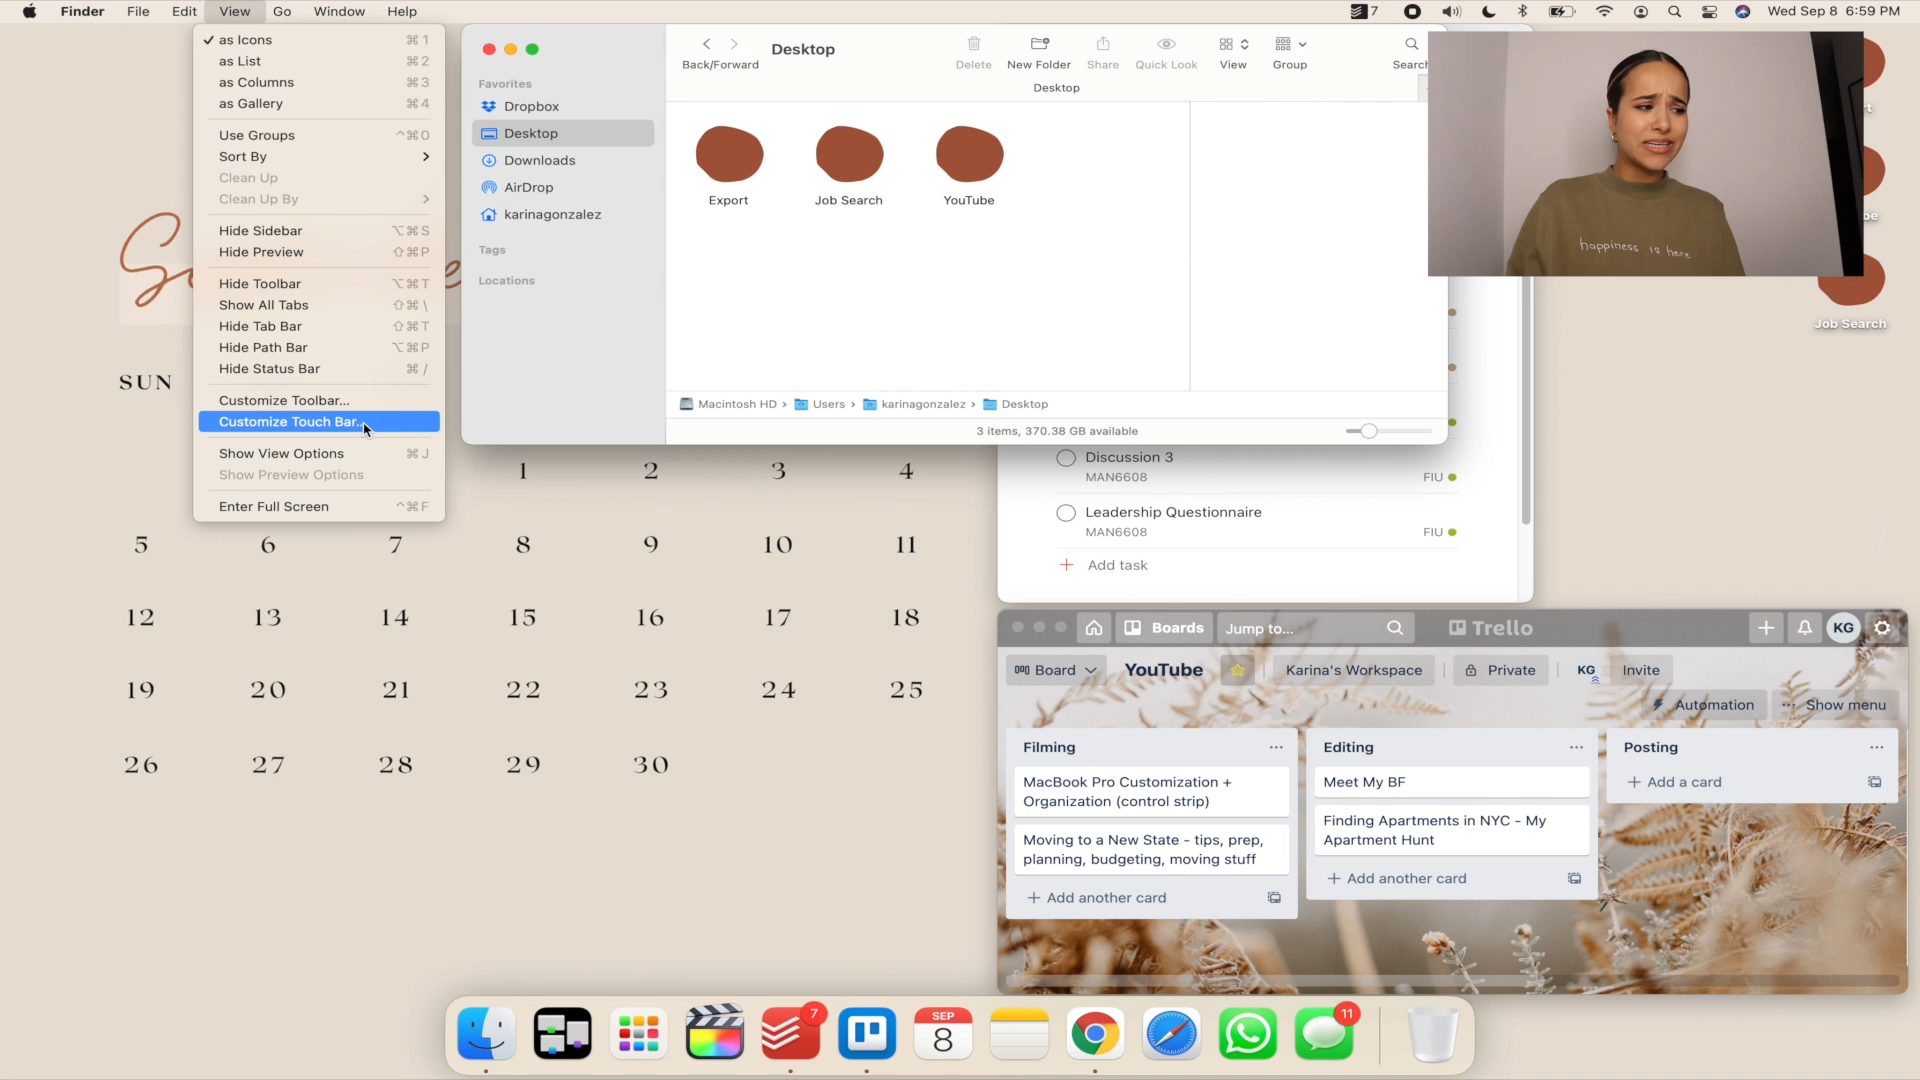 Finder File Edit View Go Window Help
7 Wed Sep 8 6:59 PM
✓ as Icons ⌘ 1
as List ⌘ 2
as Columns ⌘ 3
as Gallery ⌘ 4
Use Groups ^⌘0
Sort By >
Clean Up
Clean Up By >
Hide Sidebar ⌥⌘S
Hide Preview ⇧⌘P
Hide Toolbar ⌥⌘T
Show All Tabs ⇧⌘\
Hide Tab Bar ⇧⌘T
Hide Path Bar ⌥⌘P
Hide Status Bar ⌘/
Customize Toolbar...
Customize Touch Bar...
Show View Options ⌘J
Show Preview Options
Enter Full Screen ^⌘F
Favorites
Dropbox
Desktop
Downloads
AirDrop
karinagonzalez
Tags
Locations
Back/Forward
Desktop
Delete
New Folder
Share
Quick Look
View
Group
Search
Desktop
Export
Job Search
YouTube
Macintosh HD › Users › karinagonzalez › Desktop
3 items, 370.38 GB available
happiness is here
Job Search
SUN
1 2 3 4
5 6 7 8 9 10 11
12 13 14 15 16 17 18
19 20 21 22 23 24 25
26 27 28 29 30
Discussion 3
MAN6608 FIU
Leadership Questionnaire
MAN6608 FIU
+ Add task
Boards Jump to... Trello KG
Board YouTube Karina's Workspace Private KG Invite
Automation ... Show menu
Filming ...
MacBook Pro Customization +
Organization (control strip)
Moving to a New State - tips, prep,
planning, budgeting, moving stuff
+ Add another card
Editing ...
Meet My BF
Finding Apartments in NYC - My
Apartment Hunt
+ Add another card
Posting ...
+ Add a card
7
SEP
8
11